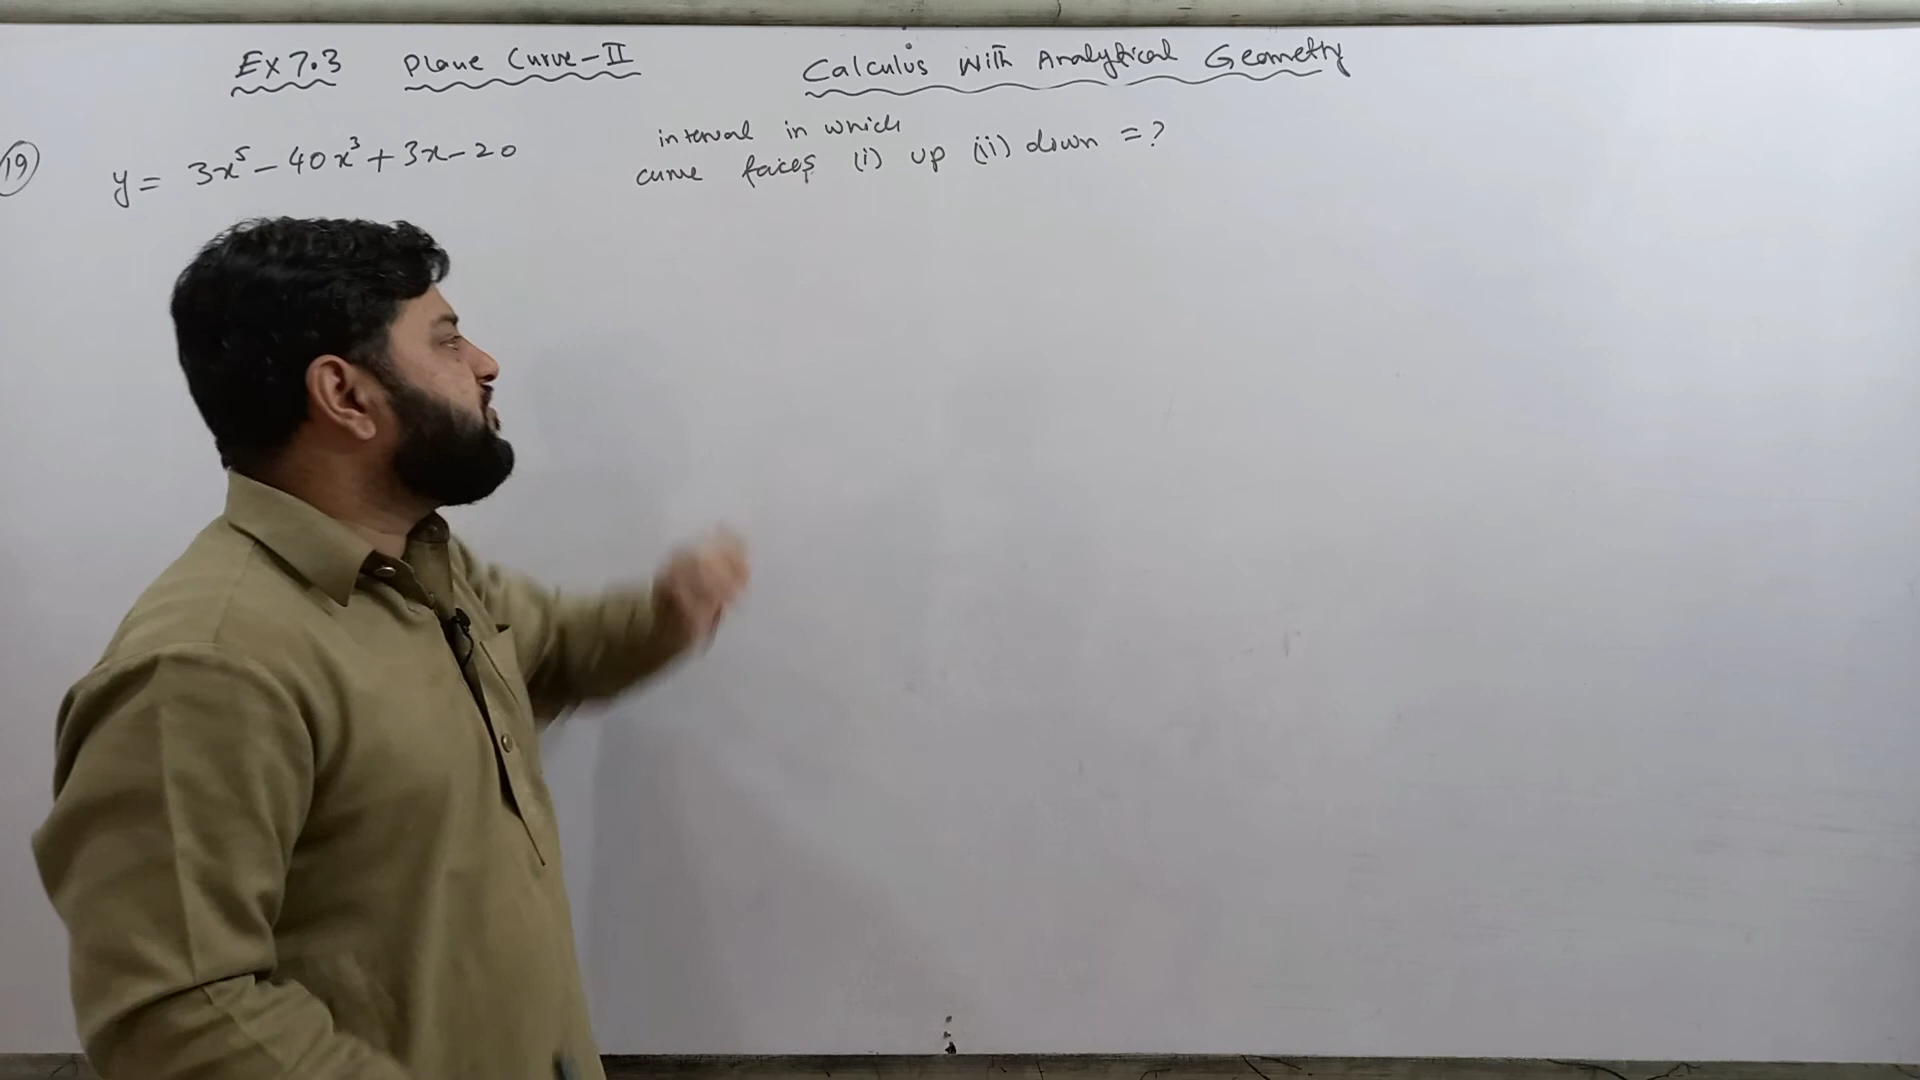 Ex 7.3 Plane Curve-II Calculus With Analytical Geometry
19 y = 3x⁵ - 40x³ + 3x - 20
interval in which
curve faces (i) up (ii) down = ?